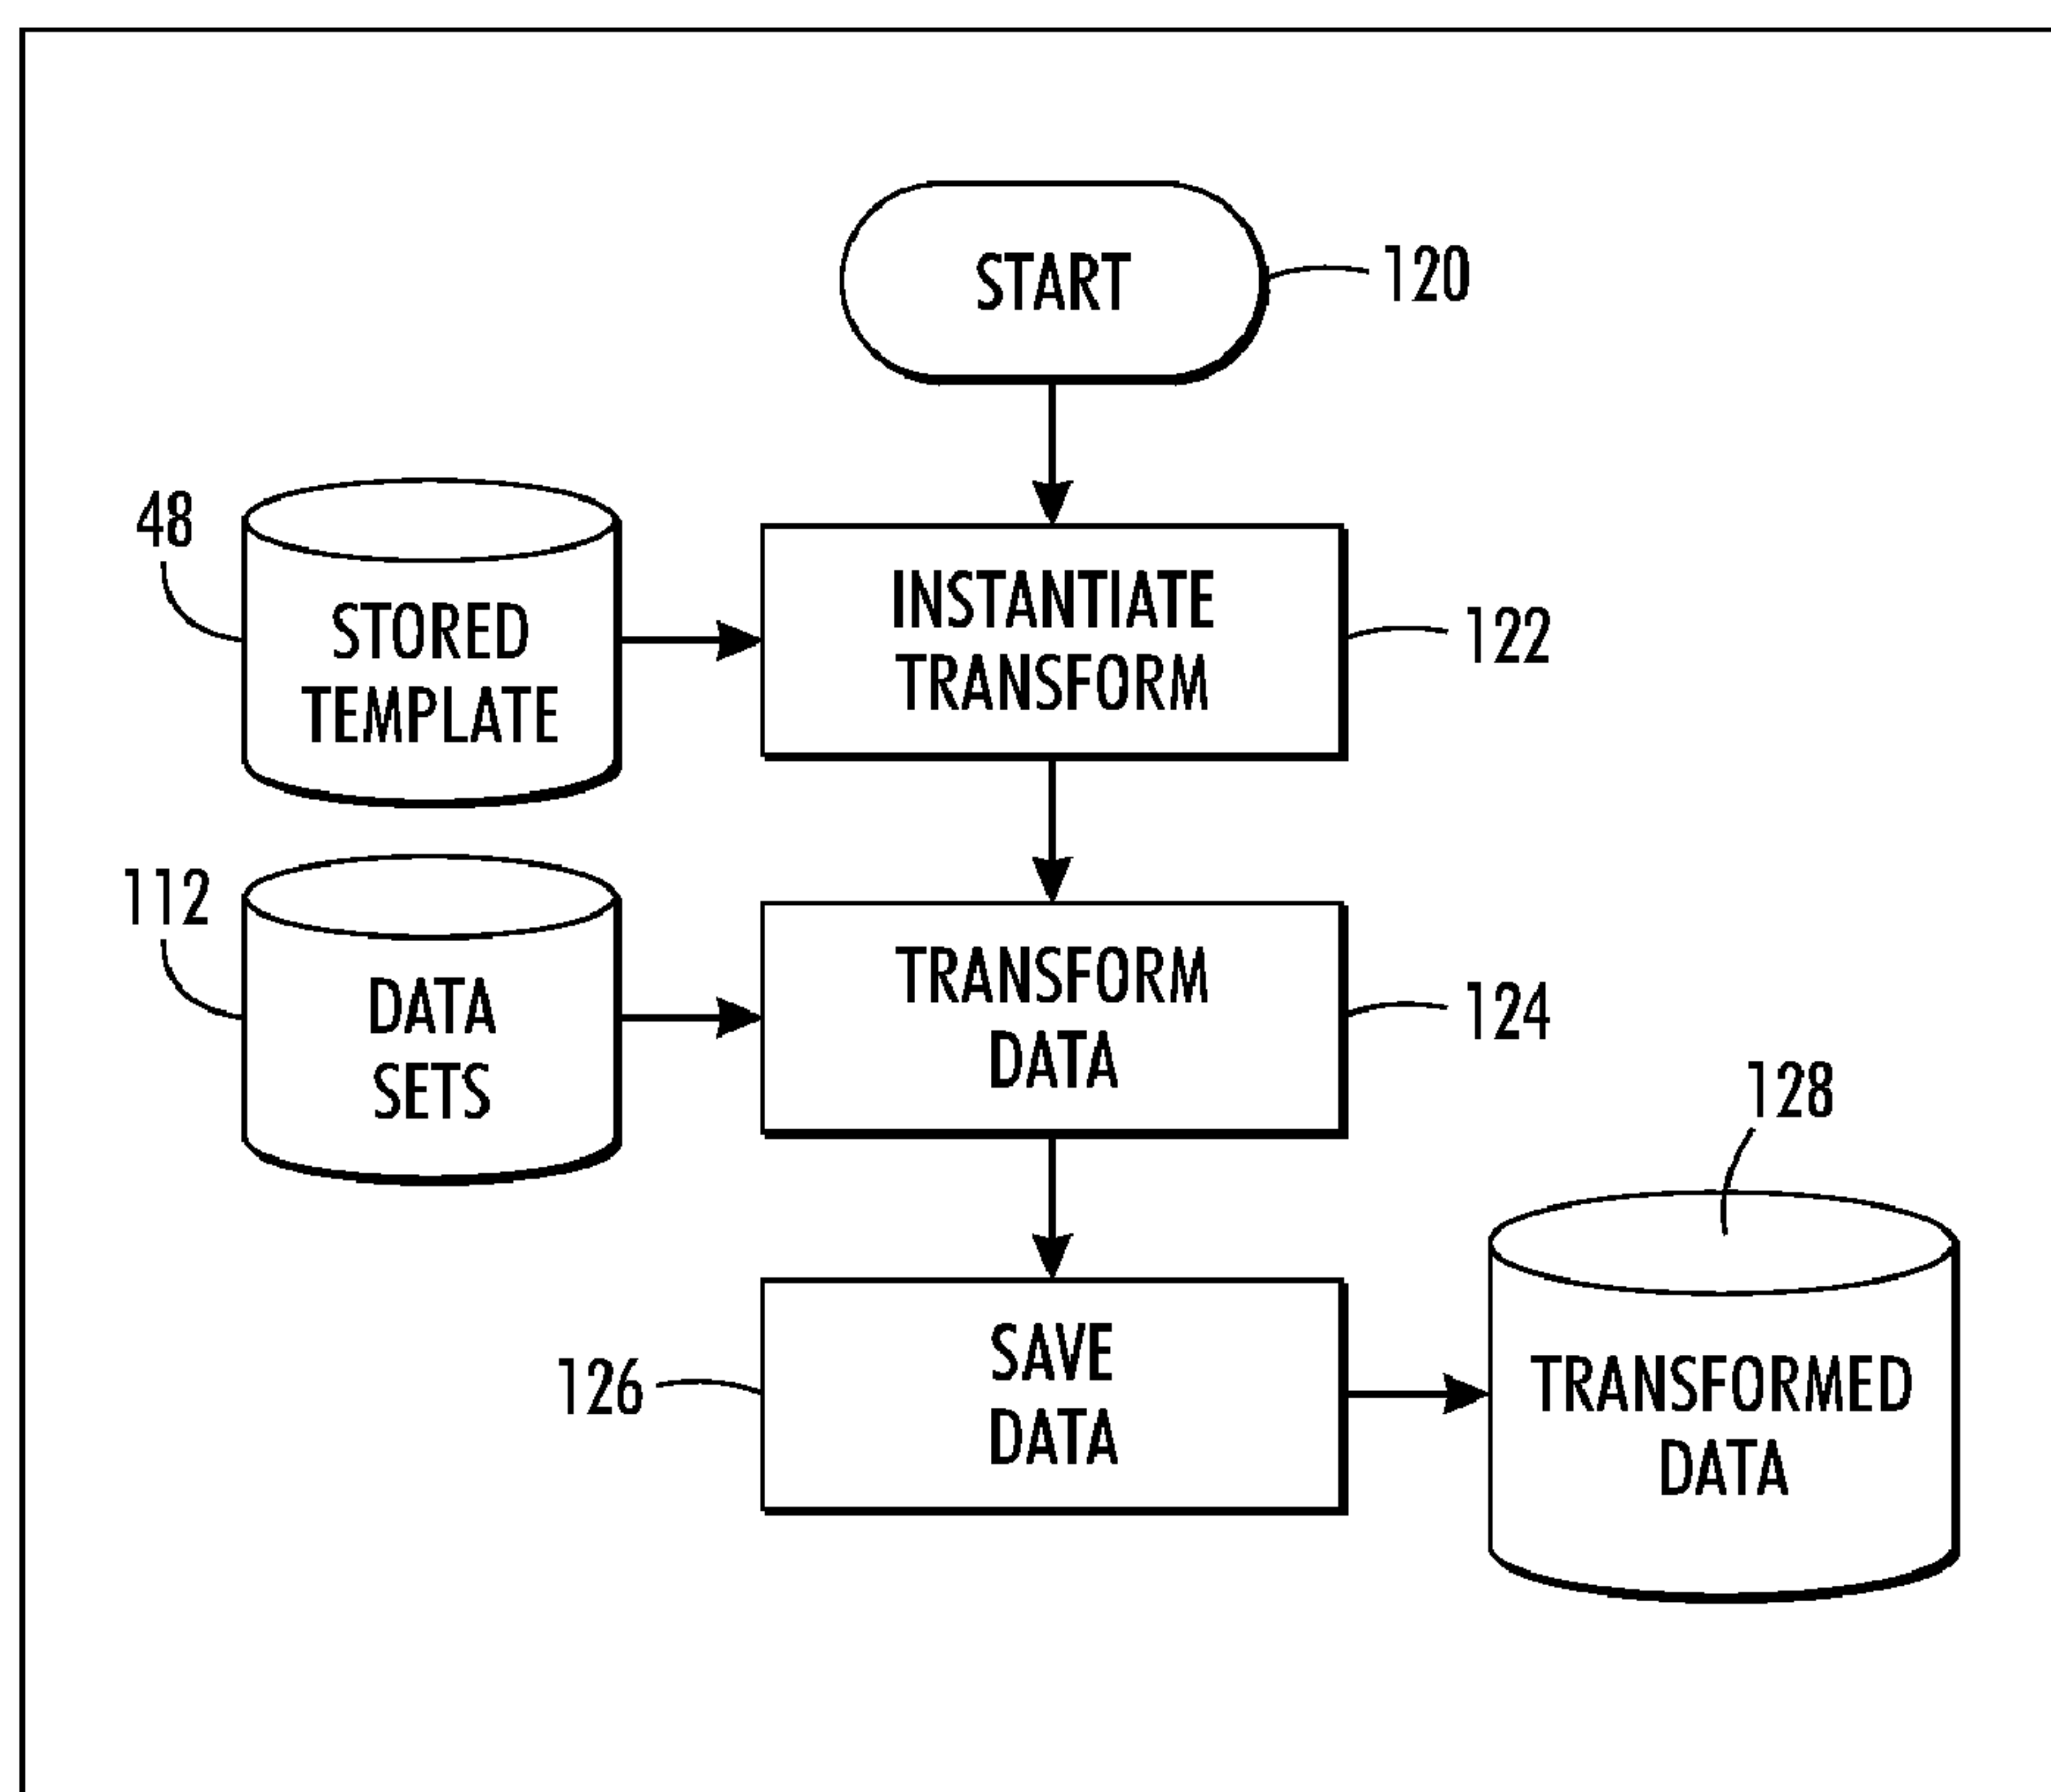 START
120
48
STORED
TEMPLATE
INSTANTIATE
TRANSFORM
122
112
DATA
SETS
TRANSFORM
DATA
124
128
126
SAVE
DATA
TRANSFORMED
DATA